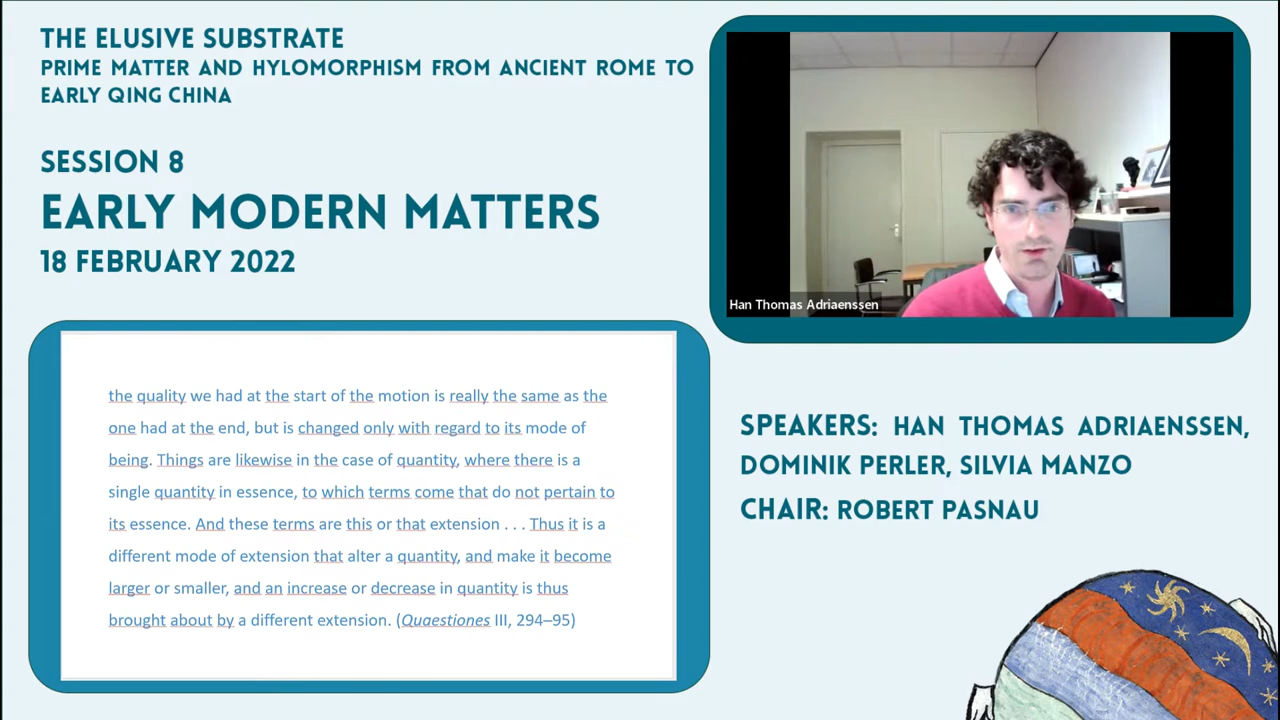 THE ELUSIVE SUBSTRATE
PRIME MATTER AND HYLOMORPHISM FROM ANCIENT ROME TO
EARLY QING CHINA
SESSION 8
EARLY MODERN MATTERS
18 FEBRUARY 2022
Han Thomas Adriaenssen
the quality we had at the start of the motion is really the same as the
one had at the end, but is changed only with regard to its mode of
being. Things are likewise in the case of quantity, where there is a
single quantity in essence, to which terms come that do not pertain to
its essence. And these terms are this or that extension . . . Thus it is a
different mode of extension that alter a quantity, and make it become
larger or smaller, and an increase or decrease in quantity is thus
brought about by a different extension. (Quaestiones III, 294–95)
SPEAKERS: HAN THOMAS ADRIAENSSEN,
DOMINIK PERLER, SILVIA MANZO
CHAIR: ROBERT PASNAU